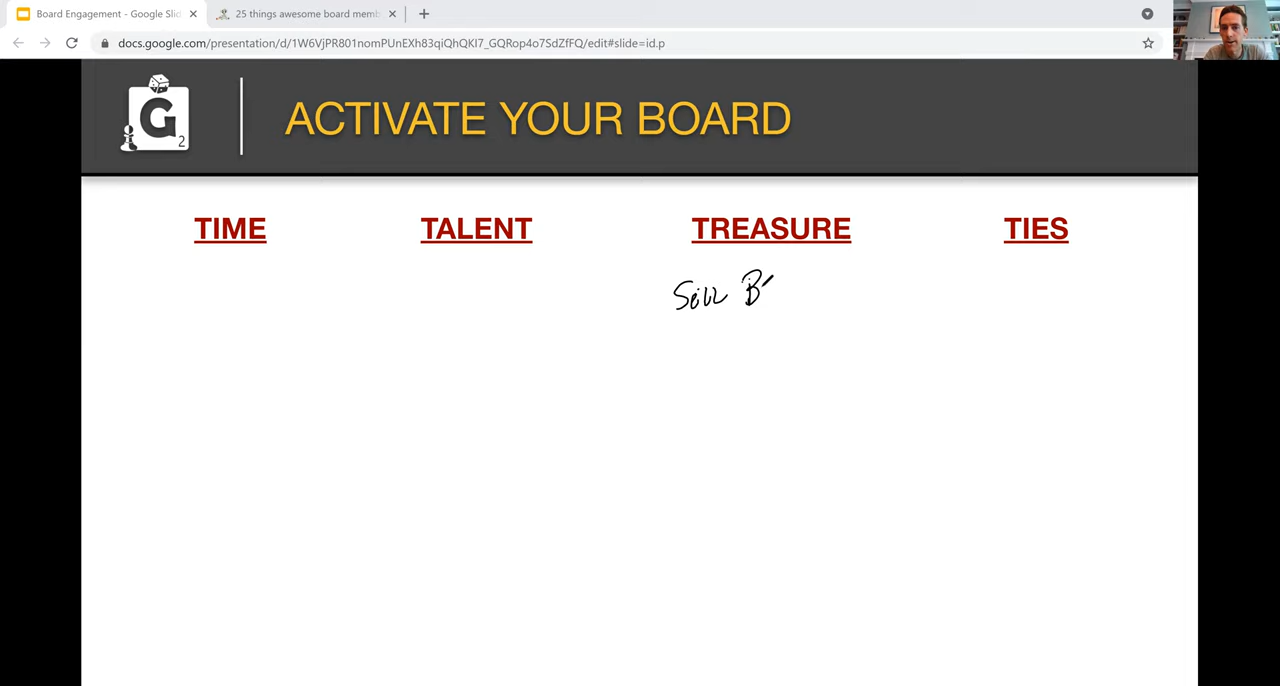 Board Engagement - Google Slid
25 things awesome board memb
docs.google.com/presentation/d/1W6VjPR801nomPUnEXh83qiQhQKI7_GQRop4o7SdZfFQ/edit#slide=id.p
G
2
ACTIVATE YOUR BOARD
TIME
TALENT
TREASURE
TIES
B